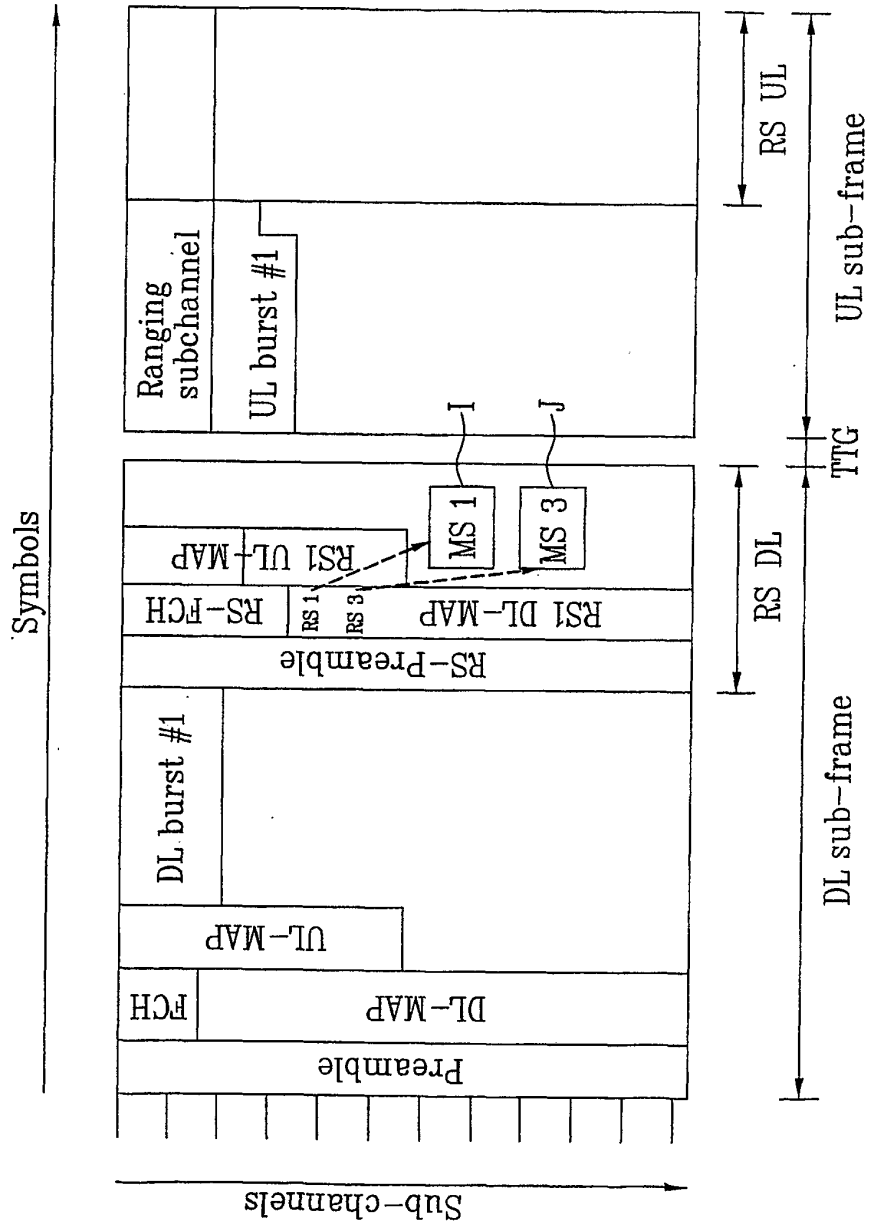 Symbols
Sub-channels
Preamble
FCH
DL-MAP
UL-MAP
DL burst #1
RS-Preamble
RS-FCH
RS 1
RS 3
RS1 DL-MAP
RS1 UL-MAP
MS 1
MS 3
I
J
Ranging
subchannel
UL burst #1
RS DL
RS UL
DL sub-frame
TTG
UL sub-frame